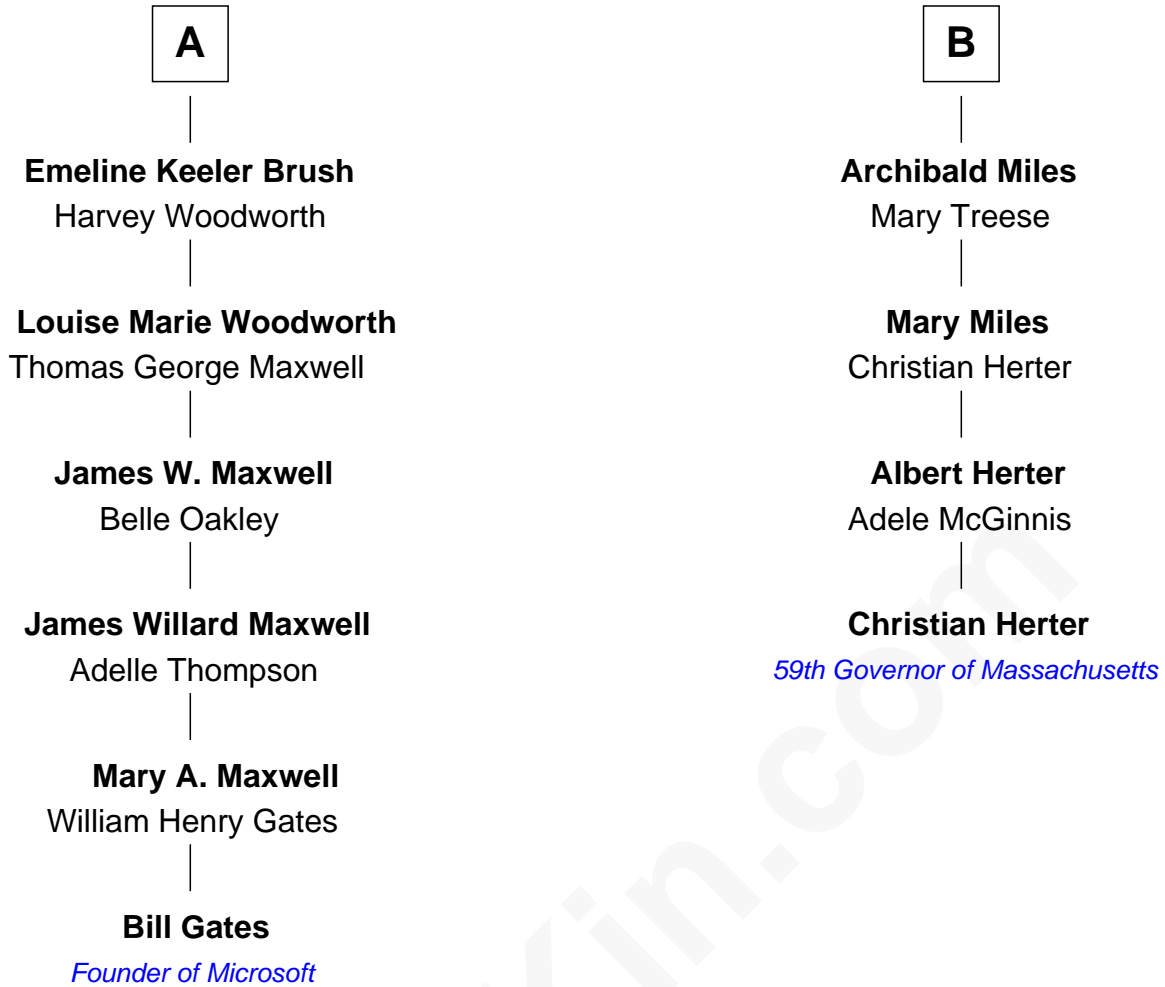 A
Emeline Keeler Brush
Harvey Woodworth
Louise Marie Woodworth
Thomas George Maxwell
James W. Maxwell
Belle Oakley
James Willard Maxwell
Adelle Thompson
Mary A. Maxwell
William Henry Gates
Bill Gates
Founder of Microsoft
B
Archibald Miles
Mary Treese
Mary Miles
Christian Herter
Albert Herter
Adele McGinnis
Christian Herter
59th Governor of Massachusetts
in.com